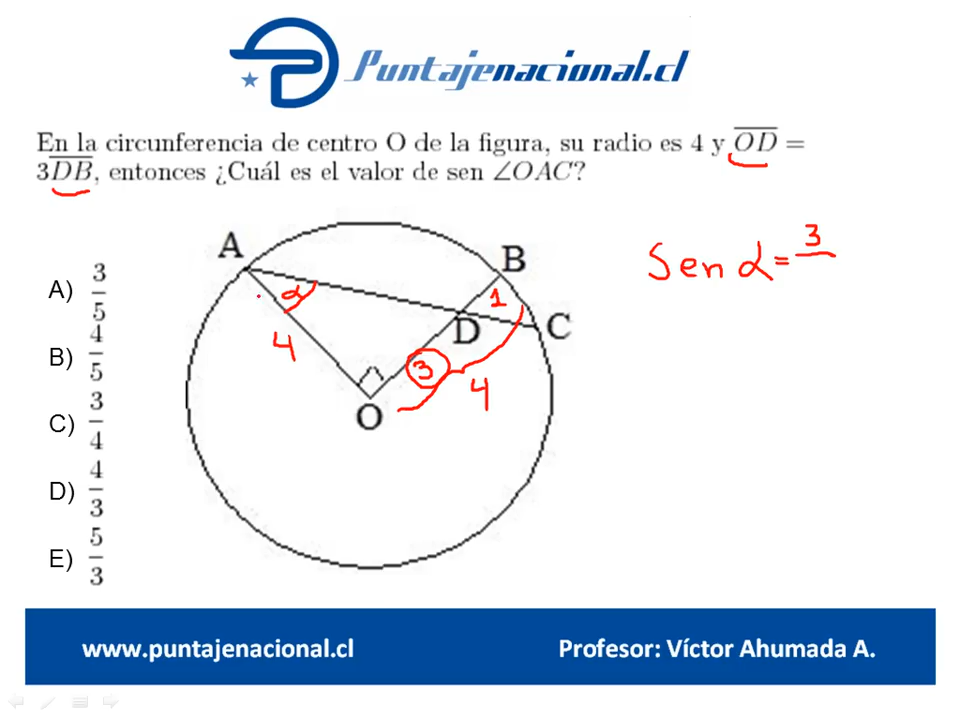 Puntajenacional.cl
En la circunferencia de centro O de la figura, su radio es 4 y OD =
3DB, entonces ¿Cuál es el valor de sen ∠OAC?
Sen α = 3
A) 3/5
B) 4/5
C) 3/4
D) 4/3
E) 5/3
A
B
C
D
O
α
4
1
3
4
www.puntajenacional.cl
Profesor: Víctor Ahumada A.